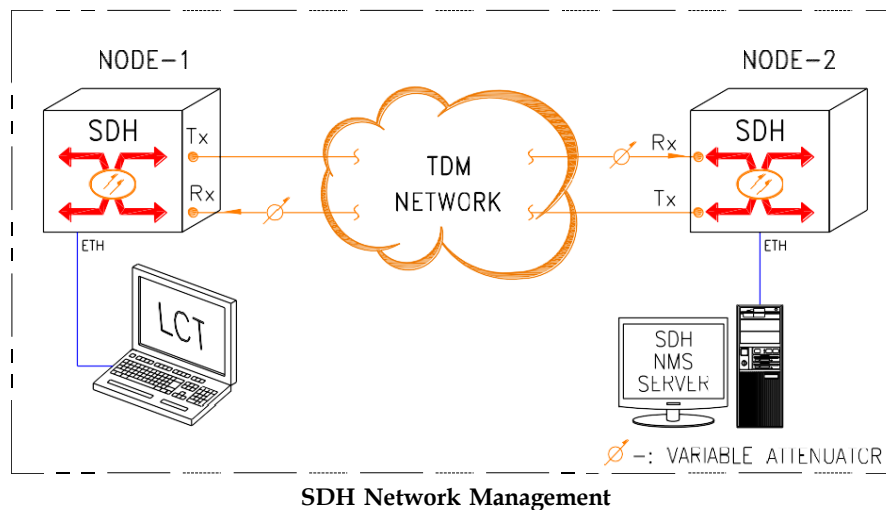 NODE-1
NODE-2
SDH
Tx
Rx
TDM
NETWORK
Rx
Tx
SDH
ETH
ETH
LCT
SDH
NMS
SERVER
-: VARIABLE ATTENUATOR
SDH Network Management